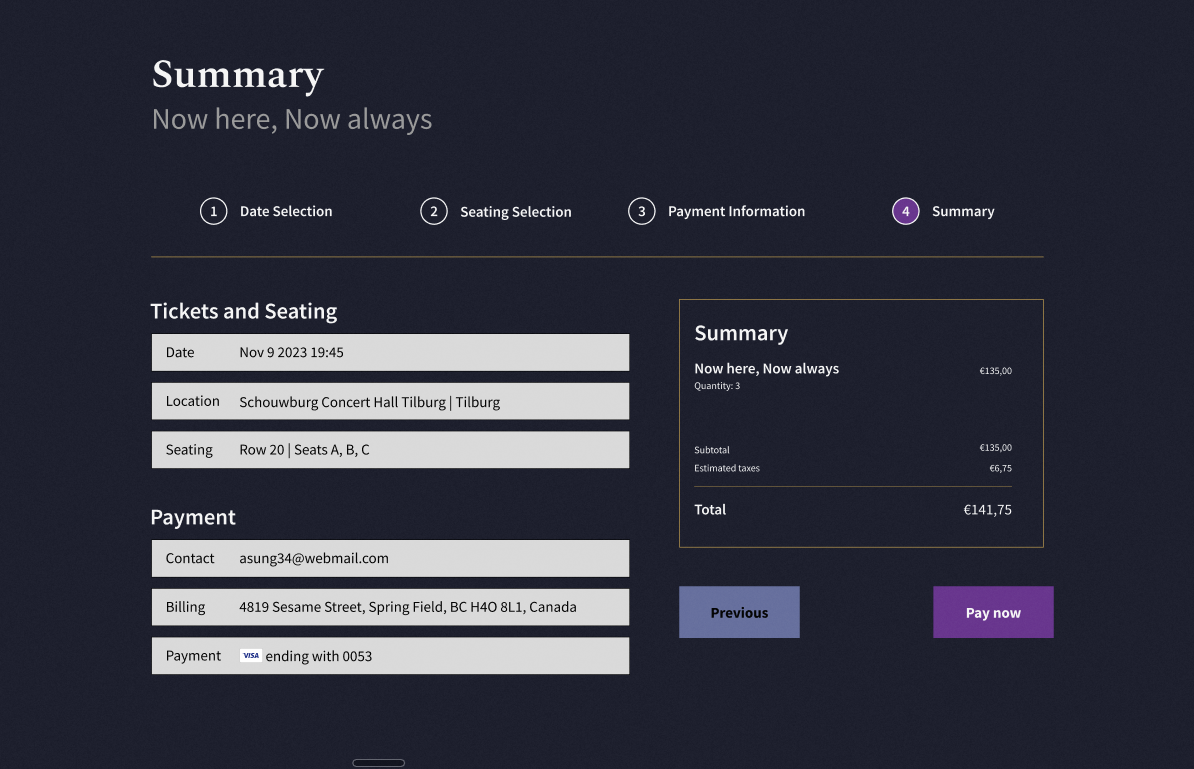 Summary
Now here, Now always
1 Date Selection 2 Seating Selection 3 Payment Information 4 Summary
Tickets and Seating
Date Nov 9 2023 19:45
Location Schouwburg Concert Hall Tilburg | Tilburg
Seating Row 20 | Seats A, B, C
Payment
Contact asung34@webmail.com
Billing 4819 Sesame Street, Spring Field, BC H4O 8L1, Canada
Payment VISA ending with 0053
Summary
Now here, Now always €135,00
Quantity: 3
Subtotal €135,00
Estimated taxes €6,75
Total €141,75
Previous Pay now